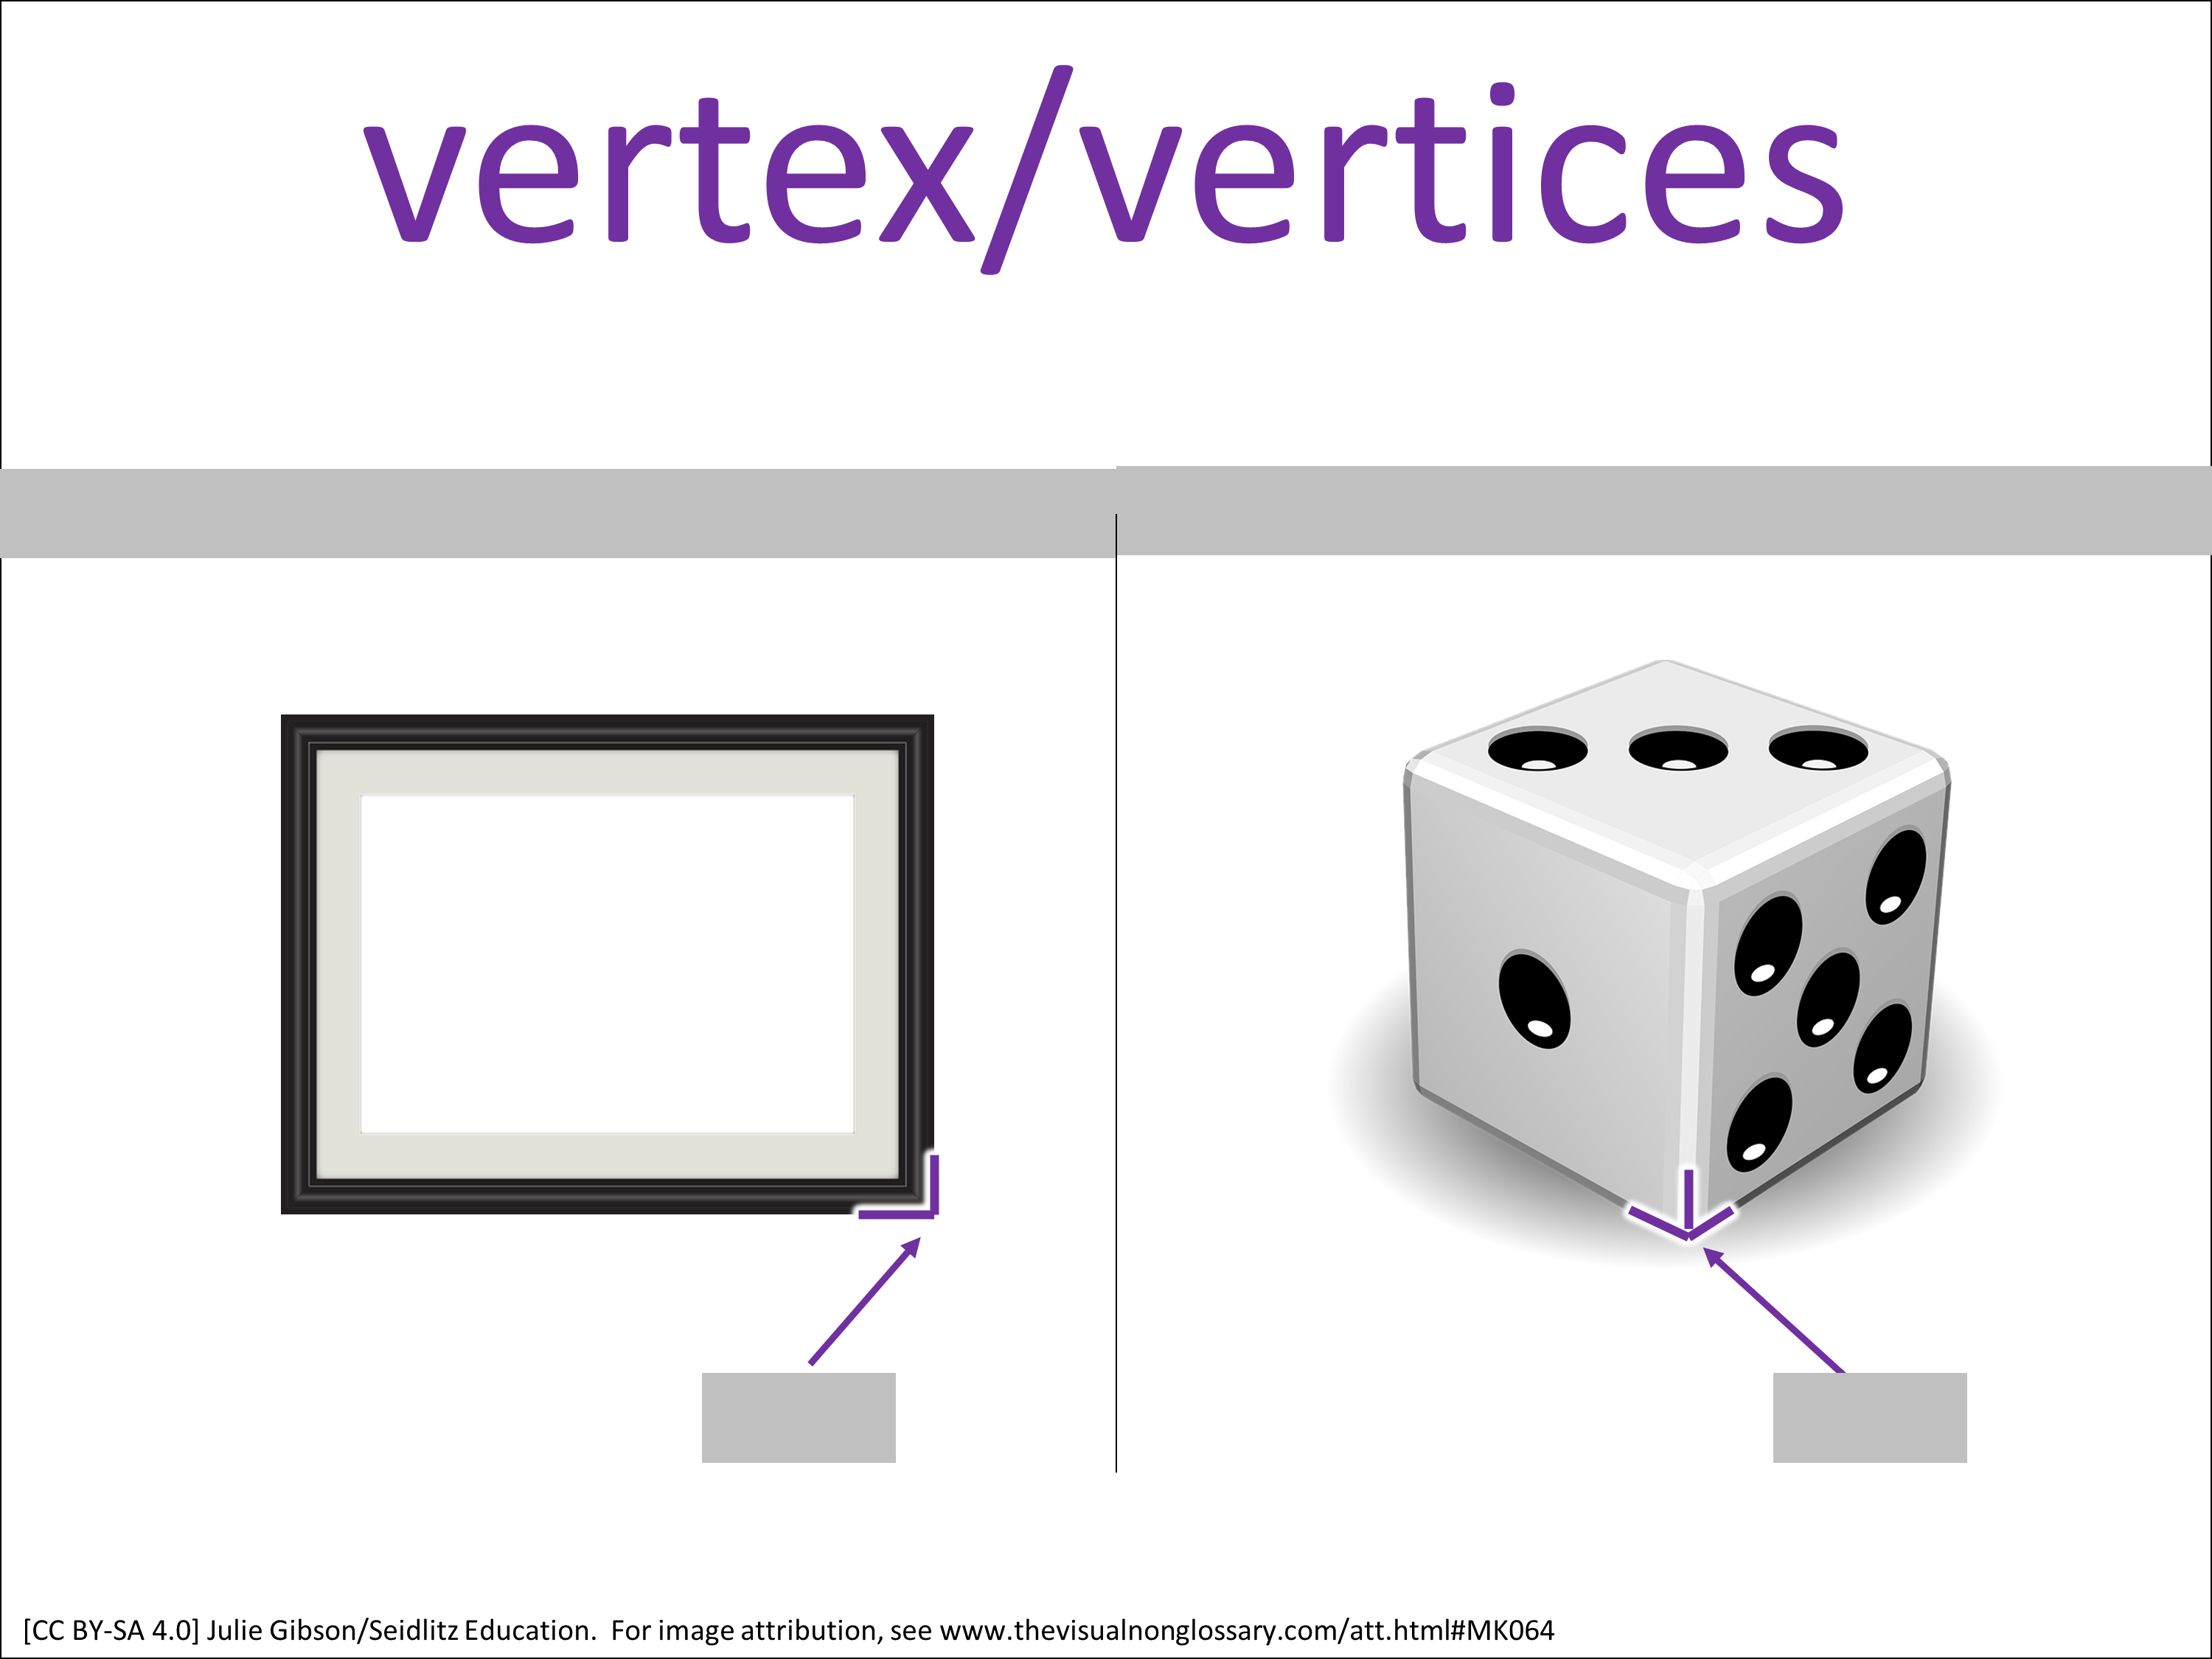 vertex/vertices
[CC BY-SA 4.0] Julie Gibson/Seidlitz Education.  For image attribution, see www.thevisualnonglossary.com/att.html#MK064